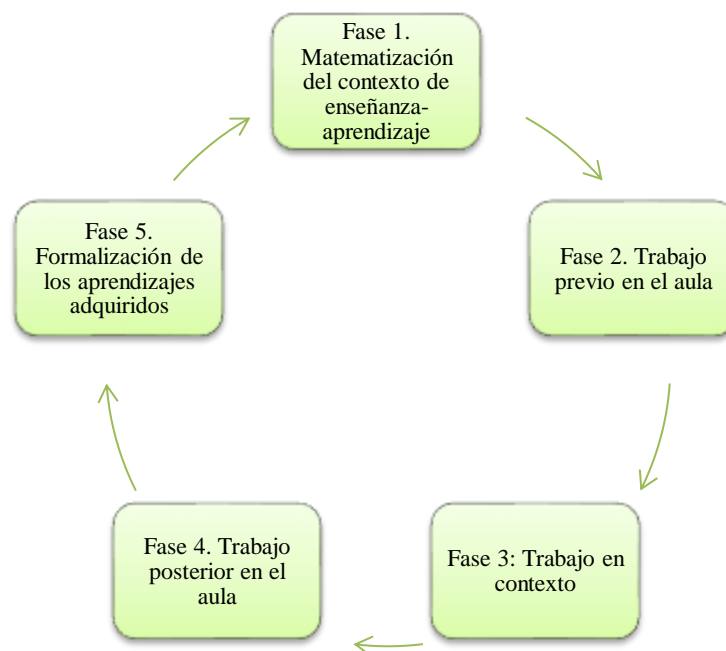 Fase 1.
Matematización
del contexto de
enseñanza-
aprendizaje
Fase 2. Trabajo
previo en el aula
Fase 3: Trabajo en
contexto
Fase 4. Trabajo
posterior en el
aula
Fase 5.
Formalización de
los aprendizajes
adquiridos